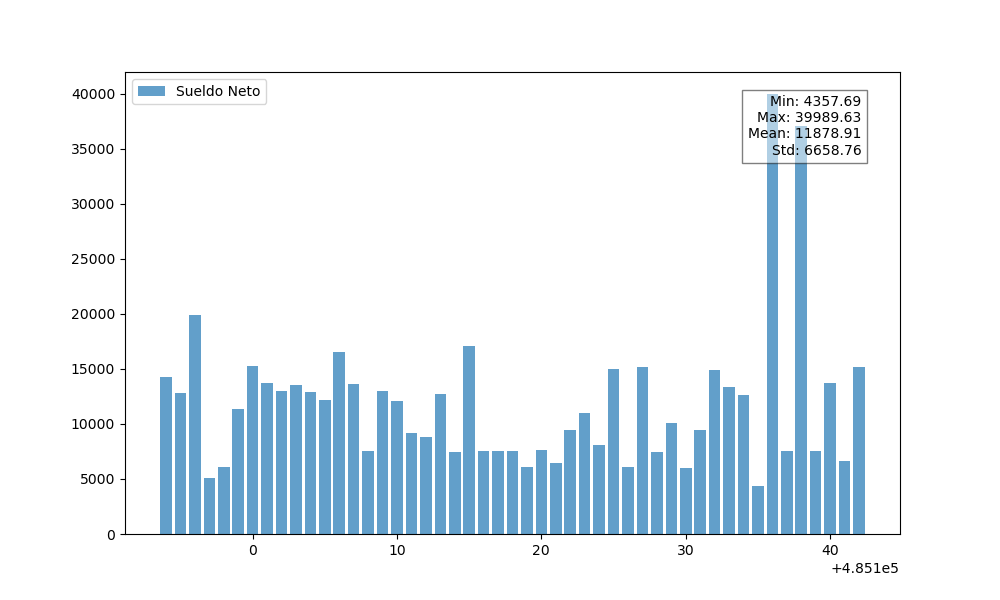 Sueldo Neto
Min: 4357.69
Max: 39989.63
Mean: 11878.91
Std: 6658.76
40000
35000
30000
25000
20000
15000
10000
5000
0
0 10 20 30 40
+4.851e5